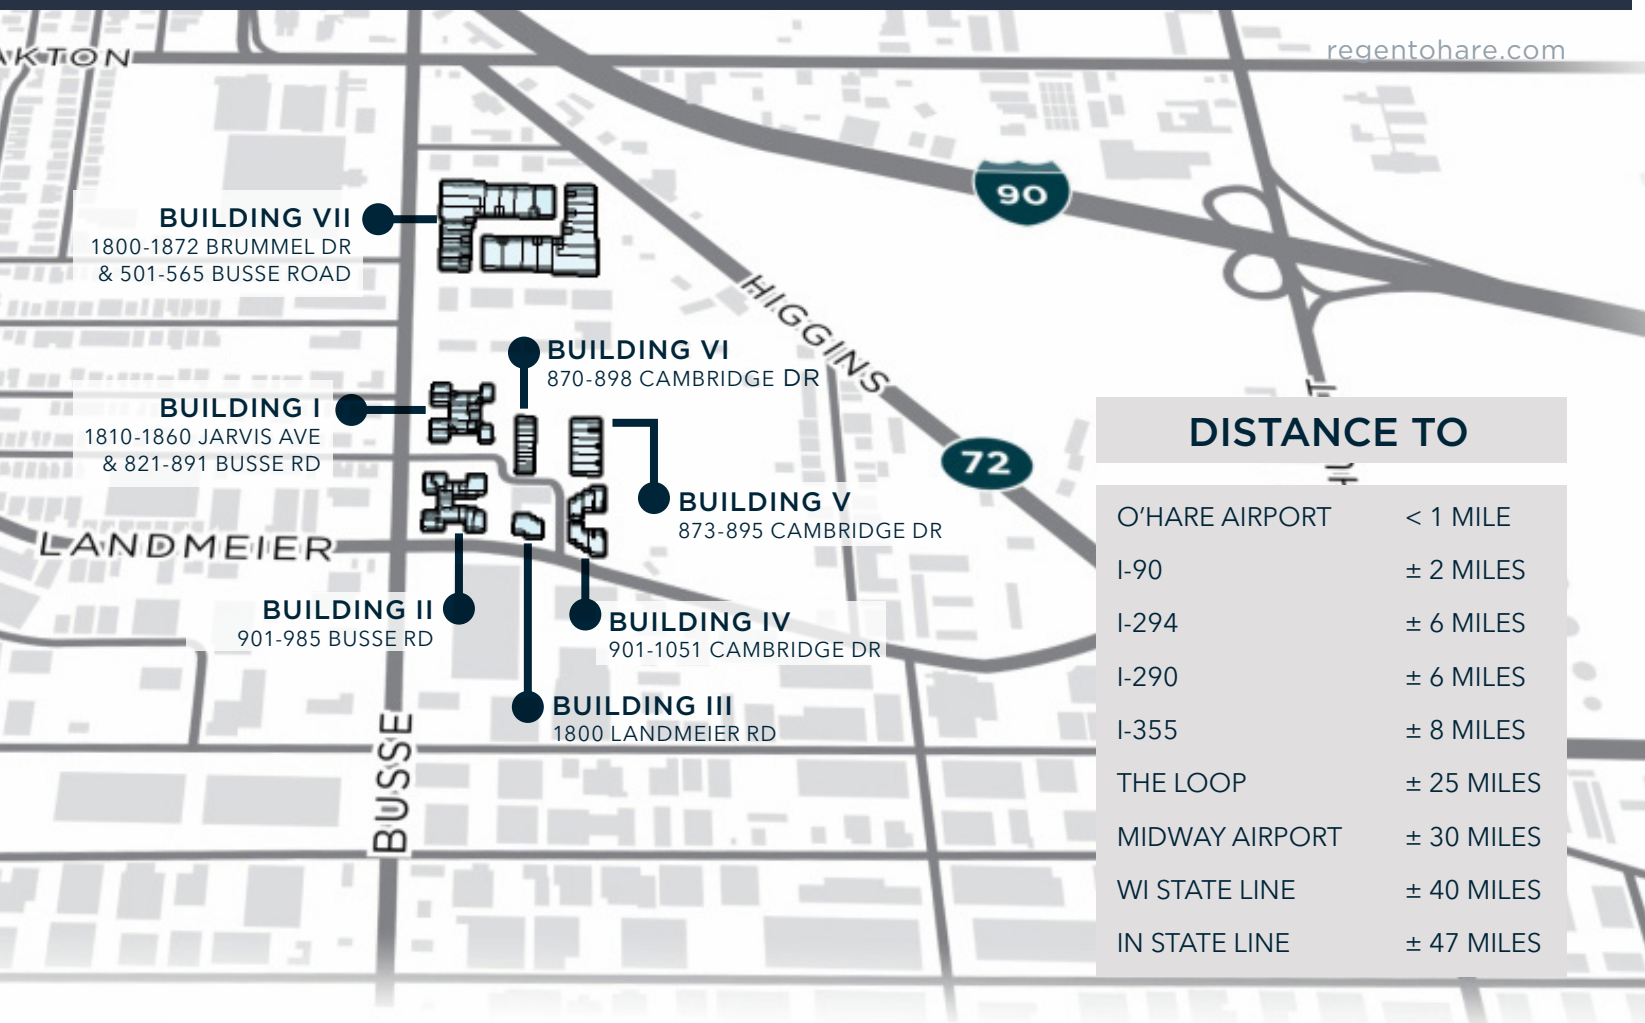 regentohare.com
90
BUILDING VII
1800-1872 BRUMMEL DR
& 501-565 BUSSE ROAD
HIGGINS
BUILDING VI
870-898 CAMBRIDGE DR
BUILDING I
1810-1860 JARVIS AVE
& 821-891 BUSSE RD
72
BUILDING V
873-895 CAMBRIDGE DR
LANDMEIER
BUILDING II
901-985 BUSSE RD
BUILDING IV
901-1051 CAMBRIDGE DR
BUILDING III
1800 LANDMEIER RD
BUSSE
DISTANCE TO
O'HARE AIRPORT < 1 MILE
I-90 ± 2 MILES
I-294 ± 6 MILES
I-290 ± 6 MILES
I-355 ± 8 MILES
THE LOOP ± 25 MILES
MIDWAY AIRPORT ± 30 MILES
WI STATE LINE ± 40 MILES
IN STATE LINE ± 47 MILES